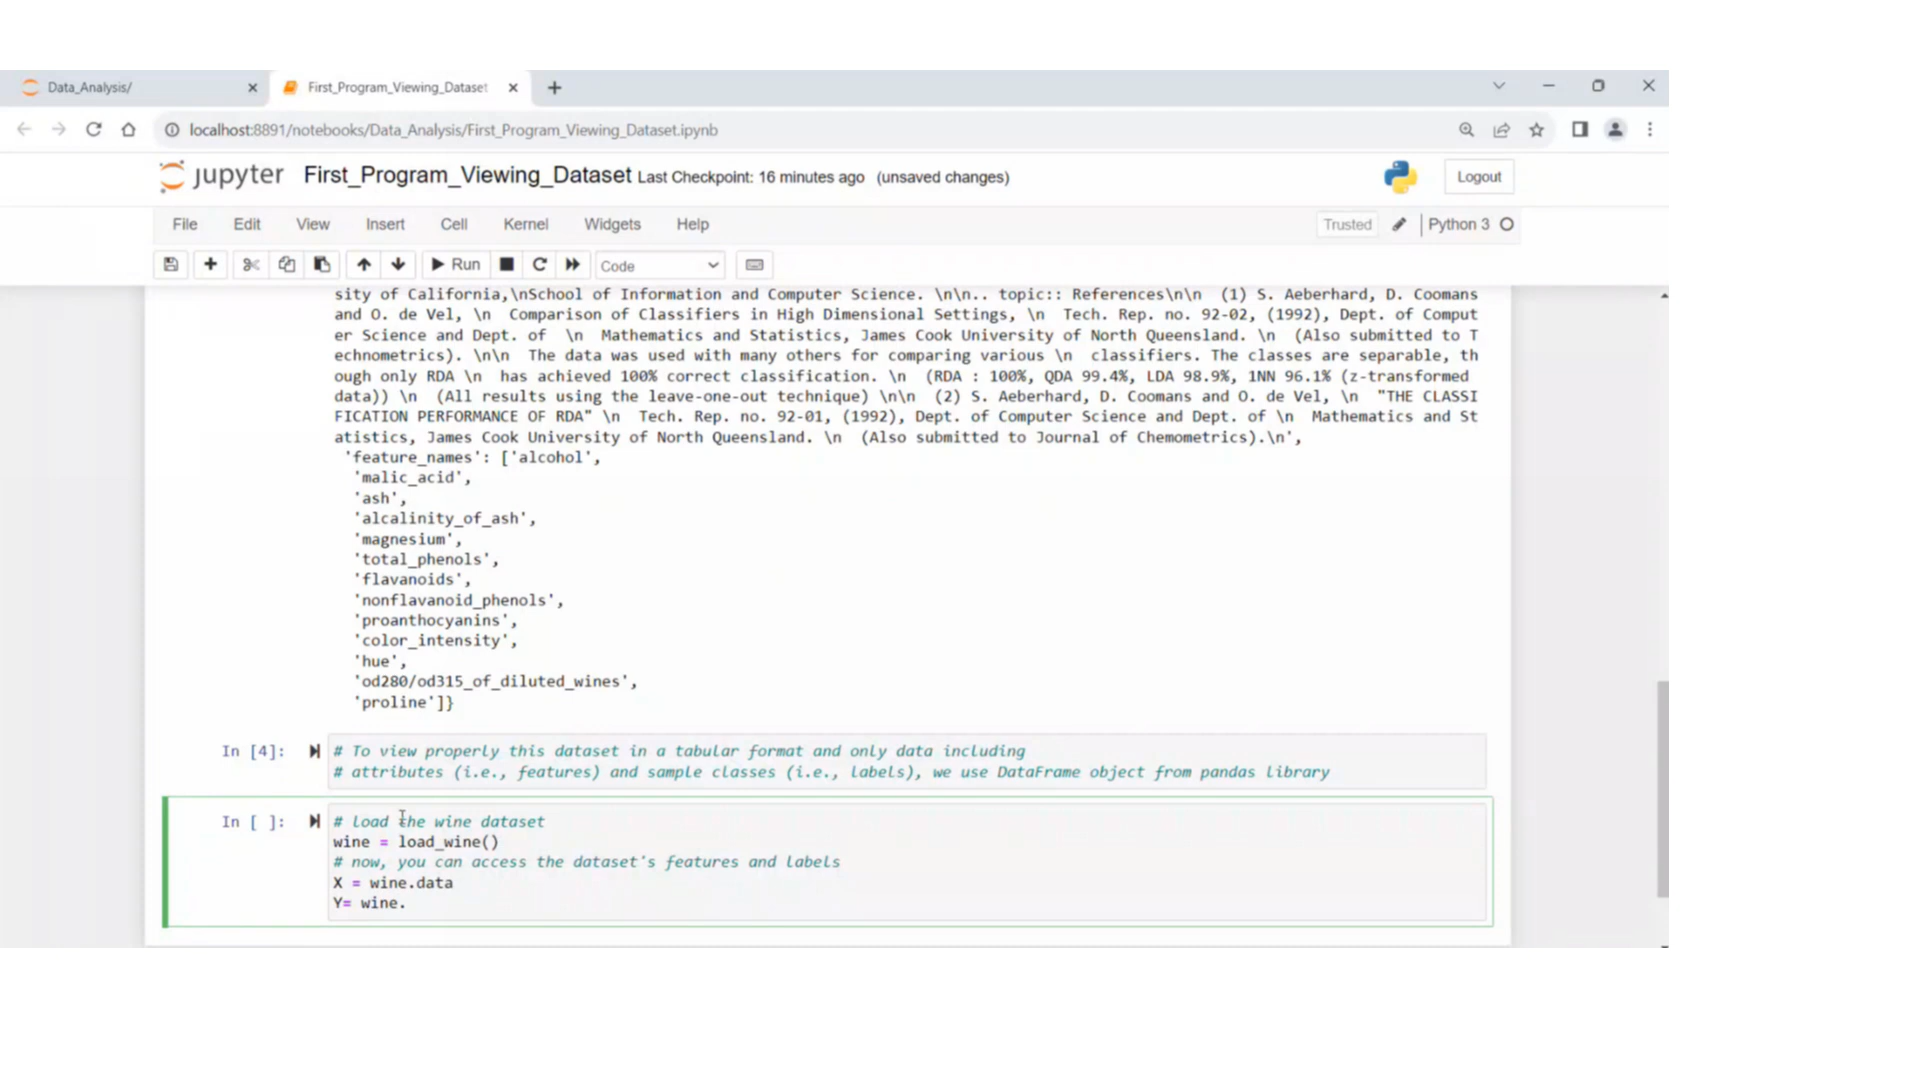 Data_Analysis/
First_Program_Viewing_Dataset
localhost:8891/notebooks/Data_Analysis/First_Program_Viewing_Dataset.ipynb
jupyter First_Program_Viewing_Dataset Last Checkpoint: 16 minutes ago (unsaved changes) Logout
File Edit View Insert Cell Kernel Widgets Help Trusted Python 3
Run Code
sity of California,\nSchool of Information and Computer Science. \n\n.. topic:: References\n\n (1) S. Aeberhard, D. Coomans
and O. de Vel, \n Comparison of Classifiers in High Dimensional Settings, \n Tech. Rep. no. 92-02, (1992), Dept. of Comput
er Science and Dept. of \n Mathematics and Statistics, James Cook University of North Queensland. \n (Also submitted to T
echnometrics). \n\n The data was used with many others for comparing various \n classifiers. The classes are separable, th
ough only RDA \n has achieved 100% correct classification. \n (RDA : 100%, QDA 99.4%, LDA 98.9%, 1NN 96.1% (z-transformed
data)) \n (All results using the leave-one-out technique) \n\n (2) S. Aeberhard, D. Coomans and O. de Vel, \n "THE CLASSI
FICATION PERFORMANCE OF RDA" \n Tech. Rep. no. 92-01, (1992), Dept. of Computer Science and Dept. of \n Mathematics and St
atistics, James Cook University of North Queensland. \n (Also submitted to Journal of Chemometrics).\n',
'feature_names': ['alcohol',
'malic_acid',
'ash',
'alcalinity_of_ash',
'magnesium',
'total_phenols',
'flavanoids',
'nonflavanoid_phenols',
'proanthocyanins',
'color_intensity',
'hue',
'od280/od315_of_diluted_wines',
'proline']}
In [4]: # To view properly this dataset in a tabular format and only data including
# attributes (i.e., features) and sample classes (i.e., labels), we use DataFrame object from pandas library
In [ ]: # Load the wine dataset
wine = load_wine()
# now, you can access the dataset's features and labels
X = wine.data
Y= wine.